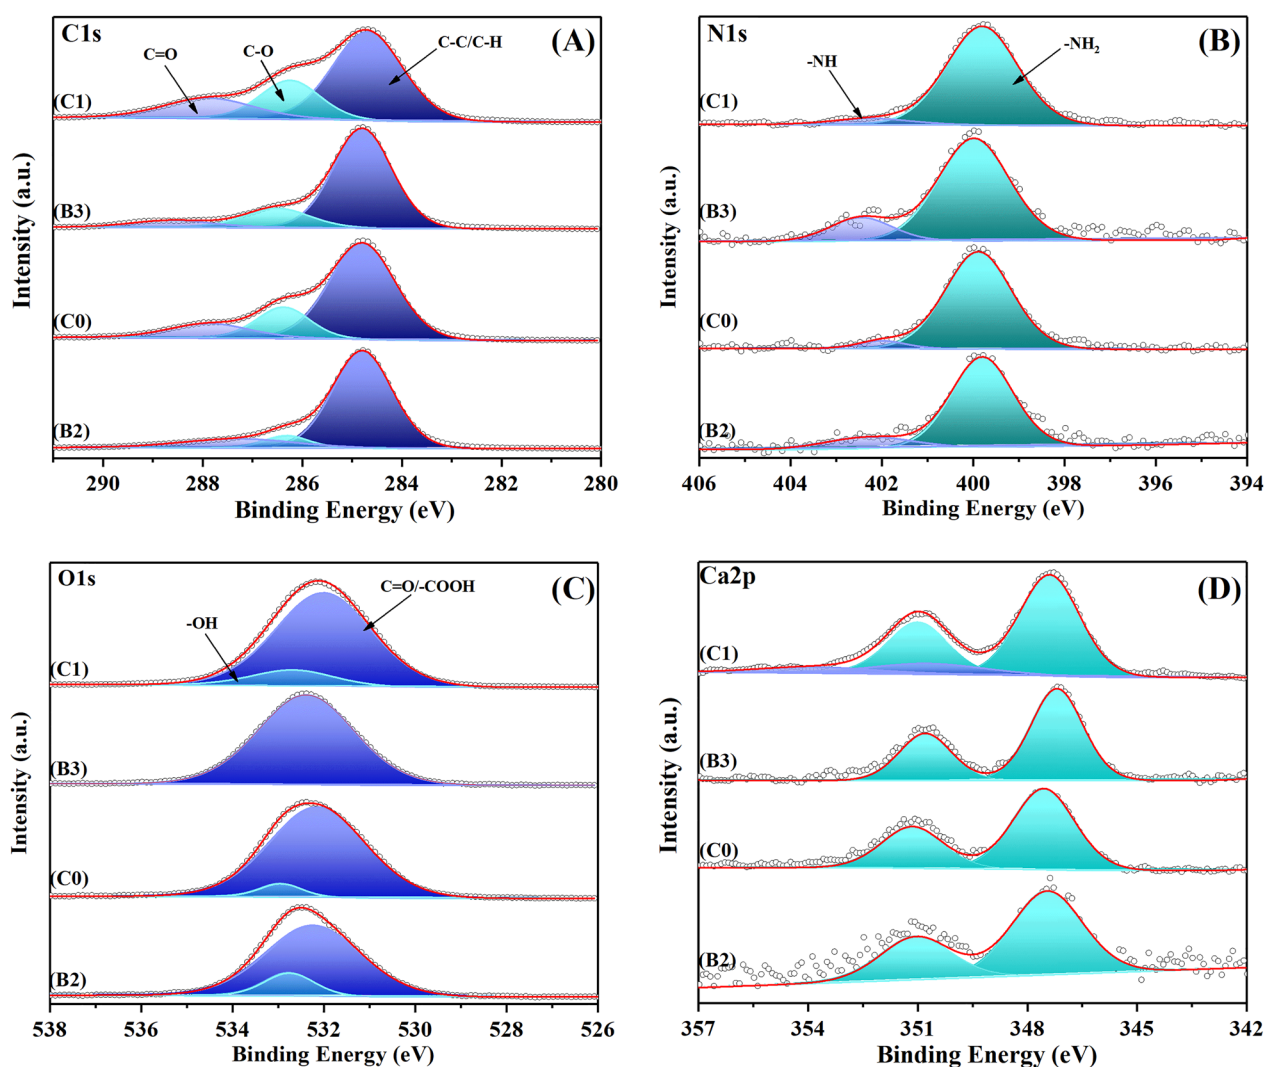 C1s
(A)
C=O
C-O
C-C/C-H
(C1)
(B3)
(C0)
(B2)
Intensity (a.u.)
290 288 286 284 282 280
Binding Energy (eV)
N1s
(B)
-NH
-NH₂
(C1)
(B3)
(C0)
(B2)
Intensity (a.u.)
406 404 402 400 398 396 394
Binding Energy (eV)
O1s
(C)
C=O/-COOH
-OH
(C1)
(B3)
(C0)
(B2)
Intensity (a.u.)
538 536 534 532 530 528 526
Binding Energy (eV)
Ca2p
(D)
(C1)
(B3)
(C0)
(B2)
Intensity (a.u.)
357 354 351 348 345 342
Binding Energy (eV)